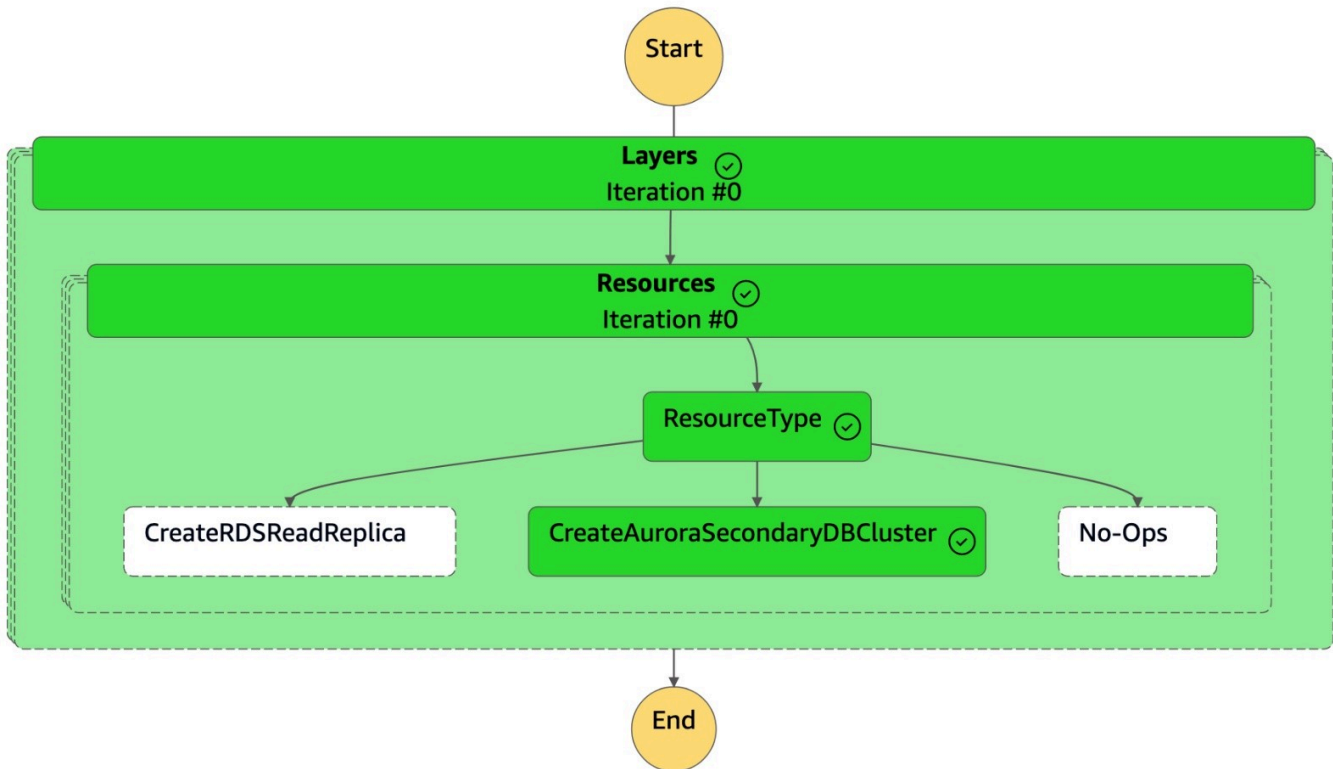 Start
Layers
Iteration #0
Resources
Iteration #0
ResourceType
CreateRDSReadReplica
CreateAuroraSecondaryDBCluster
No-Ops
End